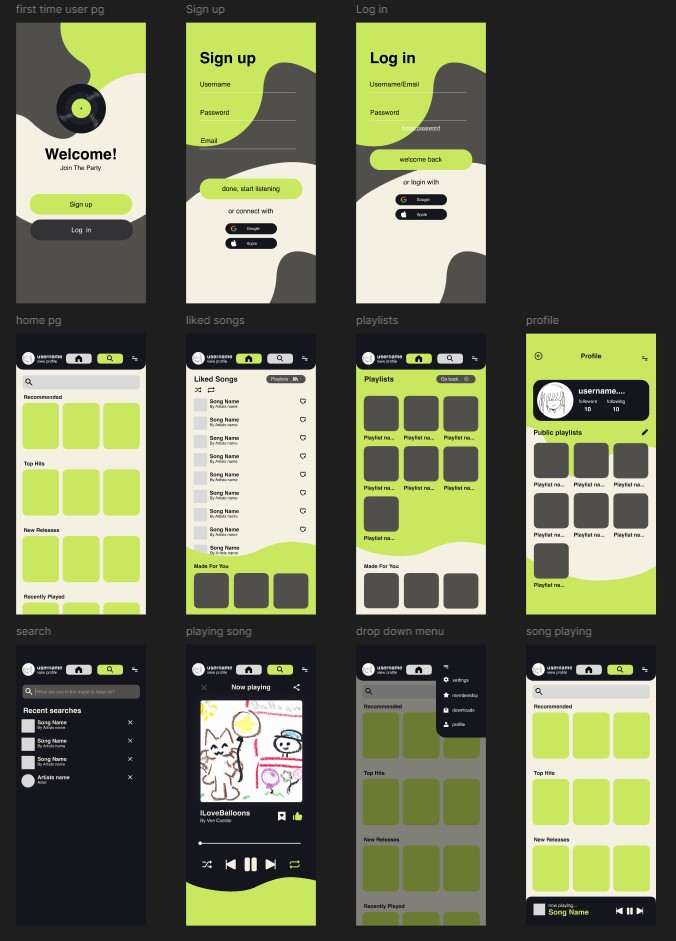 first time user pg
Welcome!
Join The Party
Sign up
Log in
Sign up
Sign up
Username
Password
Email
done, start listening
or connect with
Google
Apple
Log in
Log in
Username/Email
Password
forgot password
welcome back
or login with
Google
Apple
home pg
username
view profile
Recommended
Top Hits
New Releases
Recently Played
liked songs
username
view profile
Liked Songs
Playlists
Song Name
By Artists name
Song Name
By Artists name
Song Name
By Artists name
Song Name
By Artists name
Song Name
By Artists name
Song Name
By Artists name
Song Name
By Artists name
Song Name
By Artists name
Song Name
By Artists name
Made For You
playlists
username
view profile
Playlists
Go back
Playlist na... Playlist na... Playlist na...
Playlist na... Playlist na... Playlist na...
Playlist na...
Made For You
profile
Profile
username....
followers following
10 10
Public playlists
Playlist na... Playlist na... Playlist na...
Playlist na... Playlist na... Playlist na...
Playlist na...
search
username
view profile
What are you in the mood to listen to?
Recent searches
Song Name
By Artists name
Song Name
By Artists name
Song Name
By Artists name
Artists name
Artist
playing song
username
view profile
Now playing
ILoveBalloons
By Veo Castillo
drop down menu
username
view profile
settings
membership
downloads
profile
Recommended
Top Hits
New Releases
Recently Played
song playing
username
view profile
Recommended
Top Hits
New Releases
now playing...
Song Name